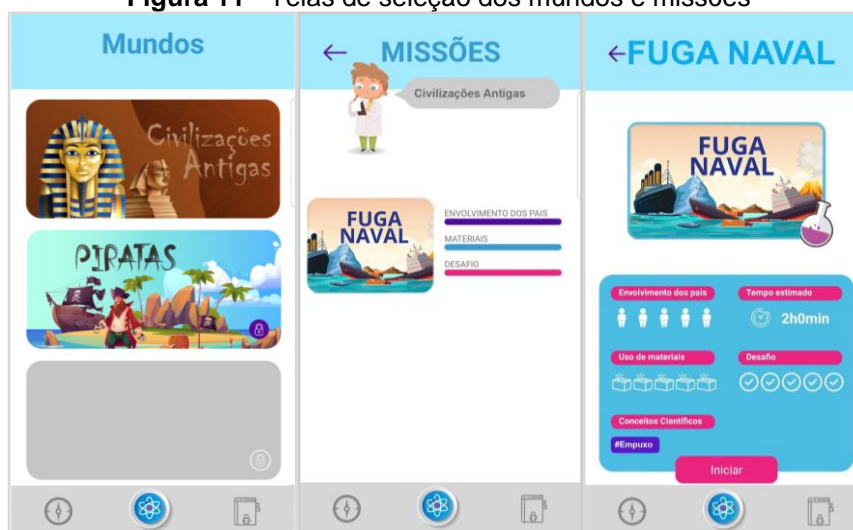 Figura 11 - Telas de seleção dos mundos e missões
Mundos
Civilizações
Antigas
PIRATAS
MISSÕES
Civilizações Antigas
FUGA
NAVAL
ENVOLVIMENTO DOS PAIS
MATERIAIS
DESAFIO
FUGA NAVAL
FUGA
NAVAL
Envolvimento dos pais
Tempo estimado
2h0min
Uso de materiais
Desafio
Conceitos Científicos
#Empuxo
Iniciar